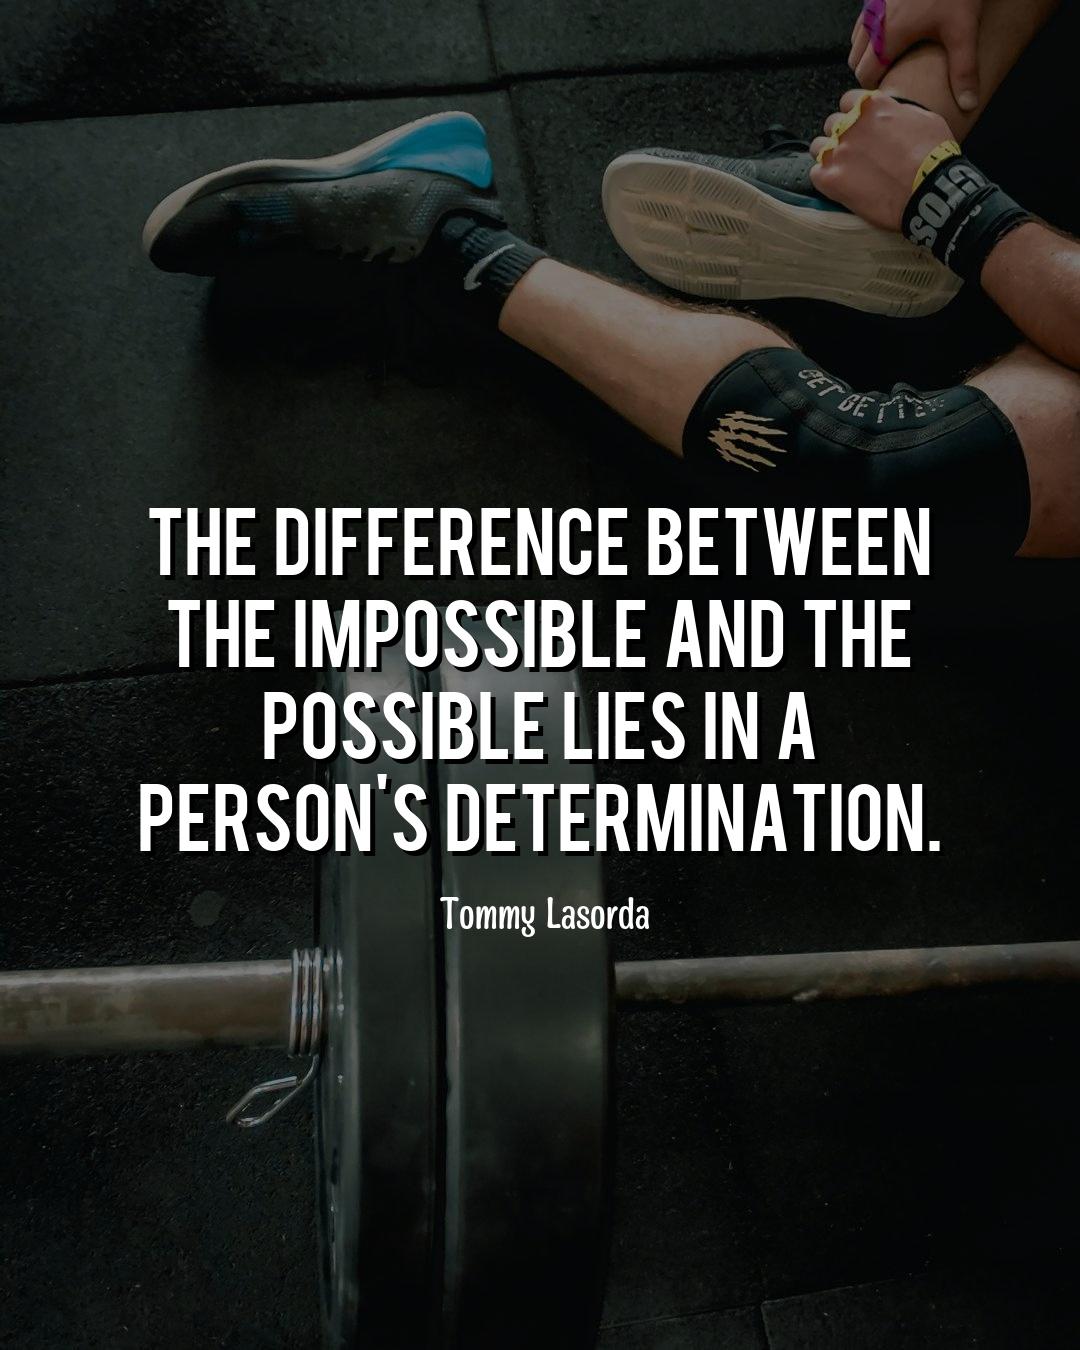 GET BETTER
THE DIFFERENCE BETWEEN
THE IMPOSSIBLE AND THE
POSSIBLE LIES IN A
PERSON'S DETERMINATION.
Tommy Lasorda